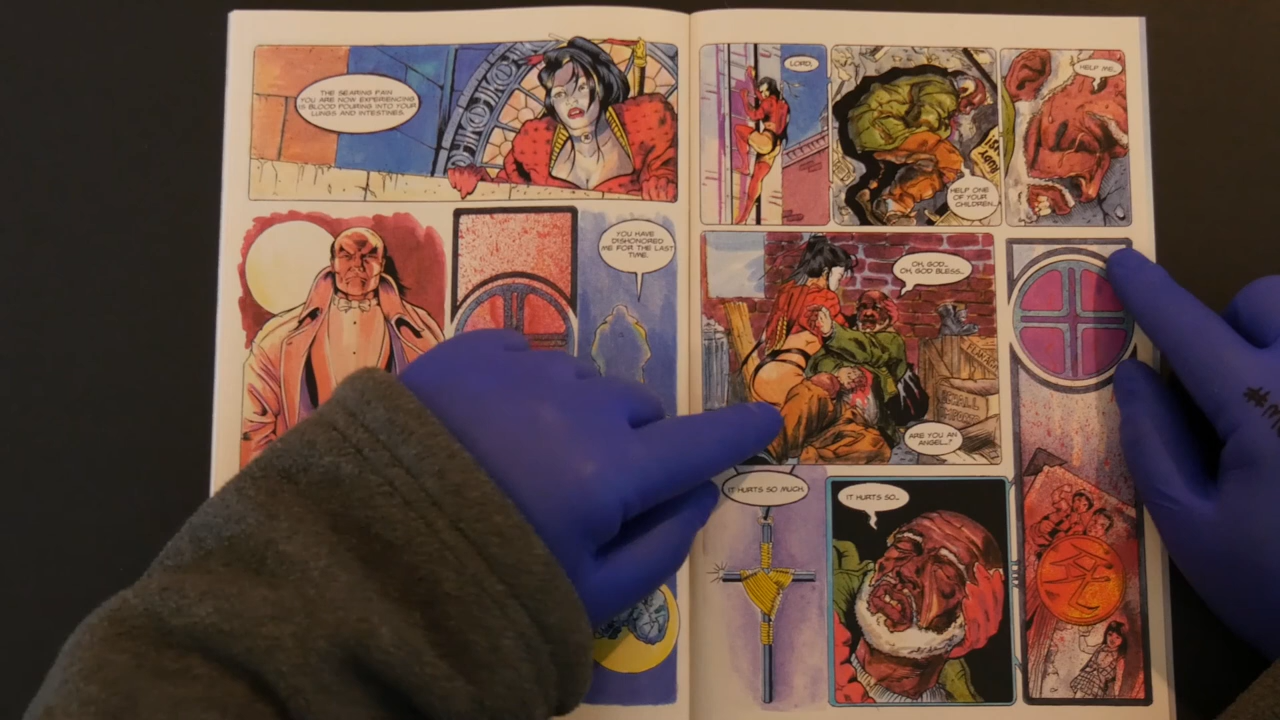 THE SEARING PAIN
YOU ARE NOW EXPERIENCING
IS BLOOD POURING INTO YOUR
LUNGS AND INTESTINES.
YOU HAVE
DISHONORED
ME FOR THE LAST
TIME.
LORD,
HELP ONE
OF YOUR
CHILDREN...
HELP ME...
OH, GOD...
OH, GOD BLESS...
ARE YOU AN
ANGEL...?
IT HURTS SO MUCH.
IT HURTS SO...